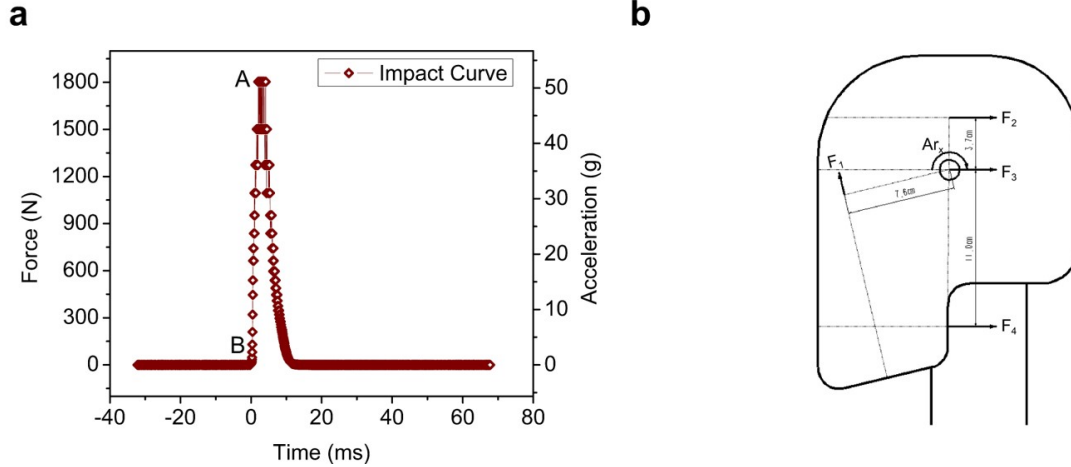 a
Force (N)
1800
1500
1200
900
600
300
0
A
B
Impact Curve
50
40
30
20
10
0
Acceleration (g)
-40 -20 0 20 40 60 80
Time (ms)
b
F2
Arx
3.7cm
F1
F3
7.6cm
11.0cm
F4